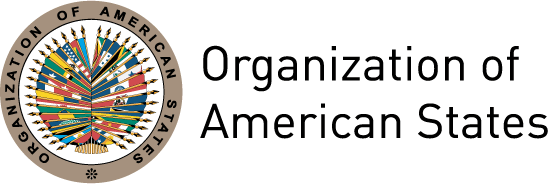 ORGANIZATION OF AMERICAN STATES
Organization of
American States